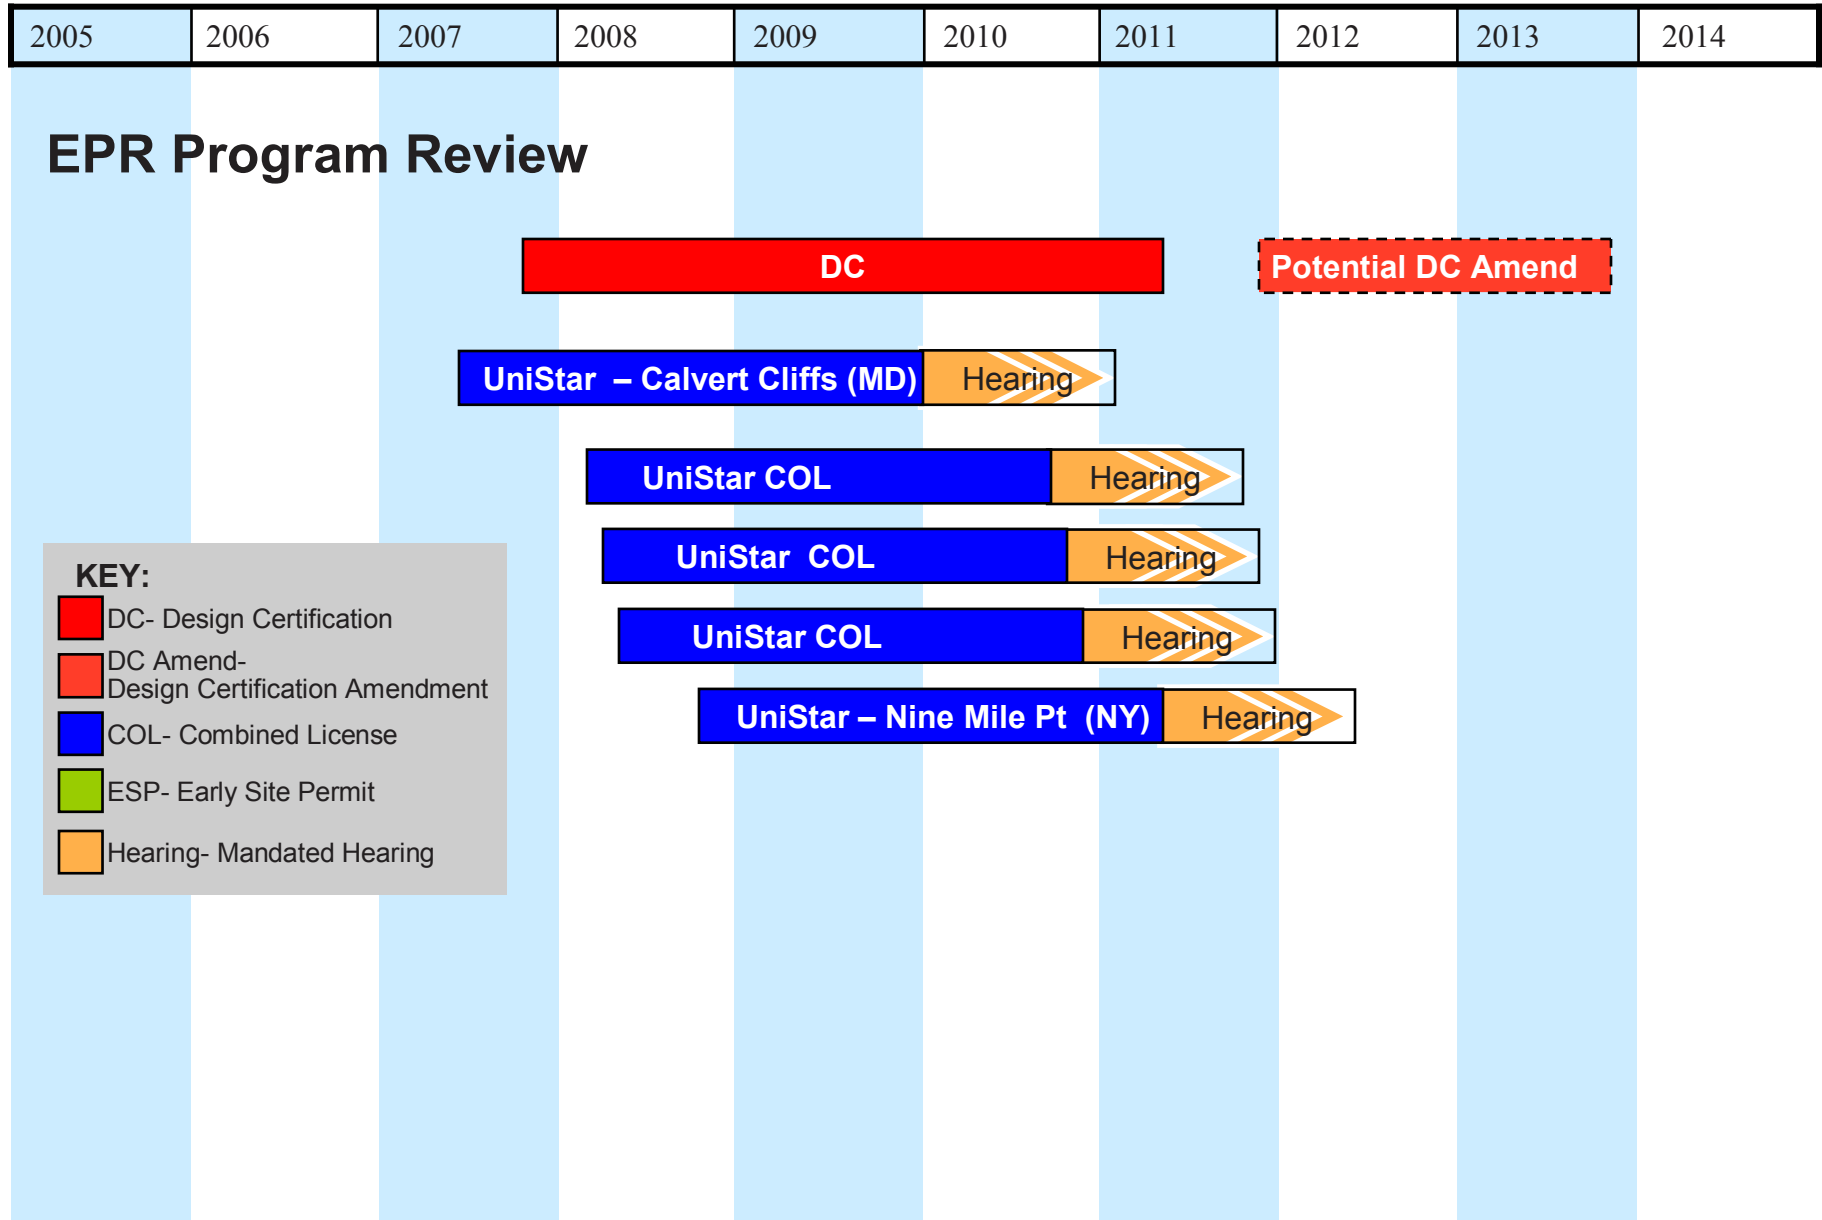 2005 2006 2007 2008 2009 2010 2011 2012 2013 2014
EPR Program Review
DC Potential DC Amend
UniStar – Calvert Cliffs (MD) Hearing
UniStar COL Hearing
UniStar COL Hearing
UniStar COL Hearing
UniStar – Nine Mile Pt (NY) Hearing
KEY:
DC- Design Certification
DC Amend-
Design Certification Amendment
COL- Combined License
ESP- Early Site Permit
Hearing- Mandated Hearing